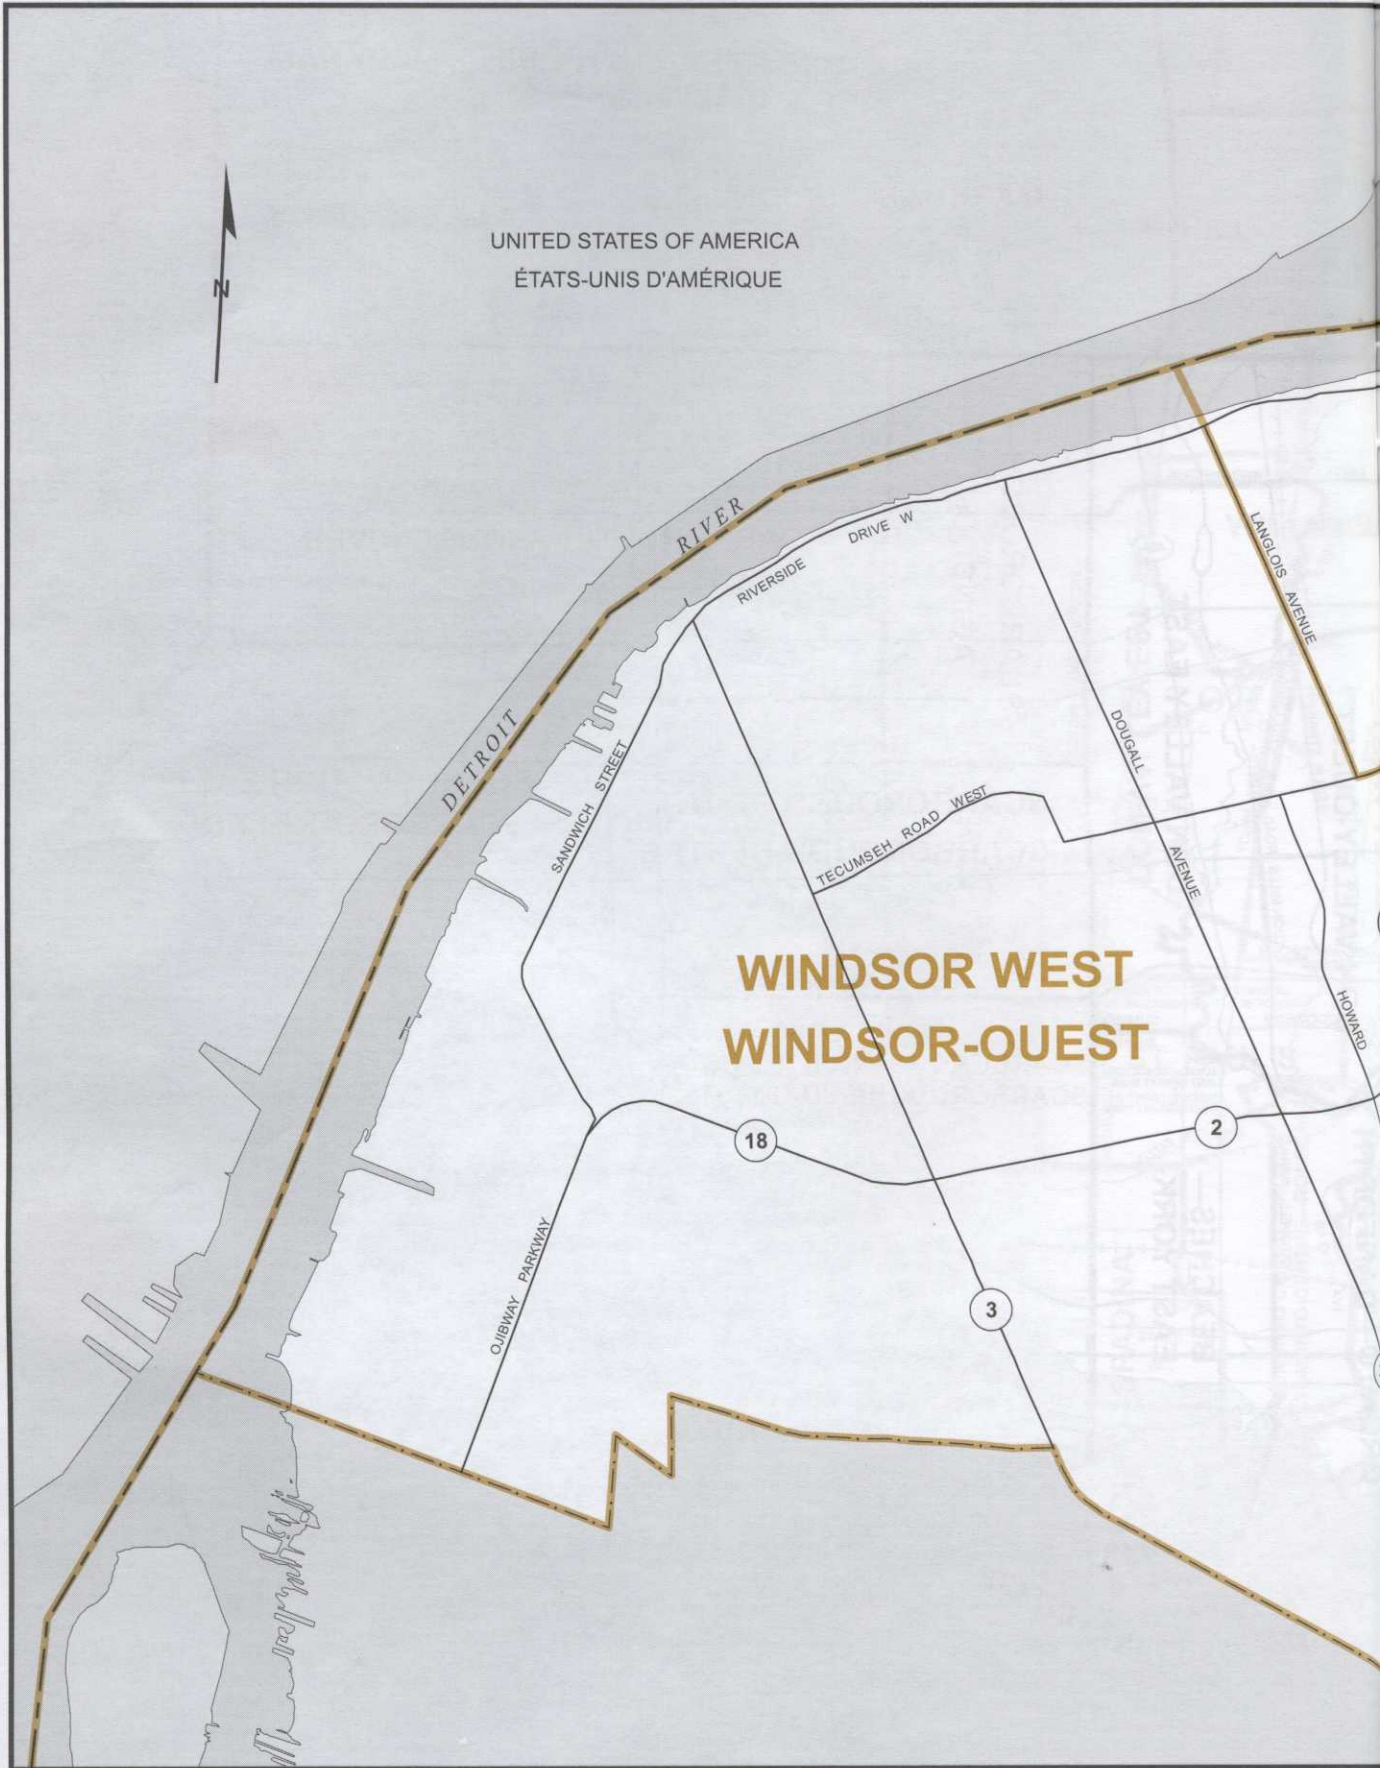 UNITED STATES OF AMERICA
ÉTATS-UNIS D'AMÉRIQUE
N
DETROIT RIVER
RIVERSIDE DRIVE W
LANGLOIS AVENUE
SANDWICH STREET
DOUGALL AVENUE
TECUMSEH ROAD WEST
WINDSOR WEST
WINDSOR-OUEST
HOWARD
18
2
OJIBWAY PARKWAY
3